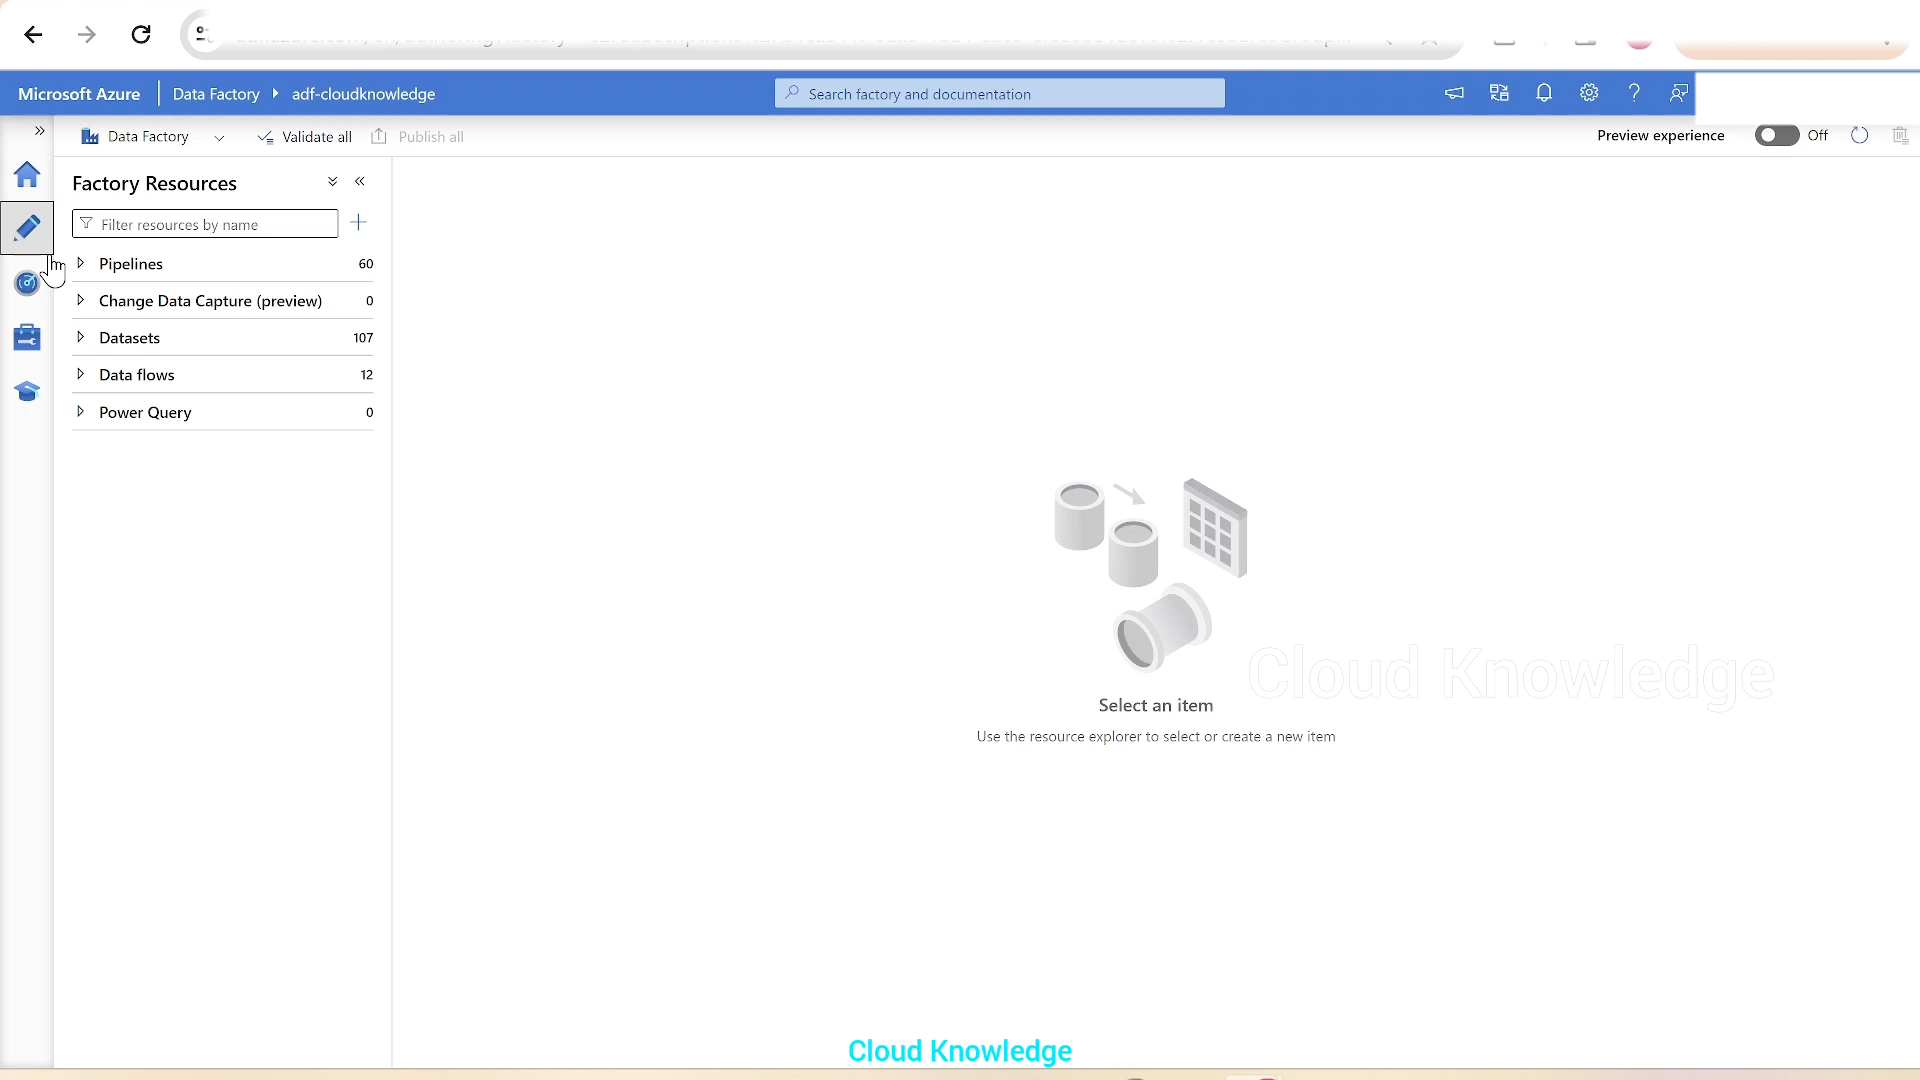 Microsoft Azure
Data Factory
adf-cloudknowledge
Search factory and documentation
Data Factory
Validate all
Publish all
Preview experience
Off
Factory Resources
Filter resources by name
Pipelines 60
Change Data Capture (preview) 0
Datasets 107
Data flows 12
Power Query 0
Cloud Knowledge
Select an item
Use the resource explorer to select or create a new item
Cloud Knowledge